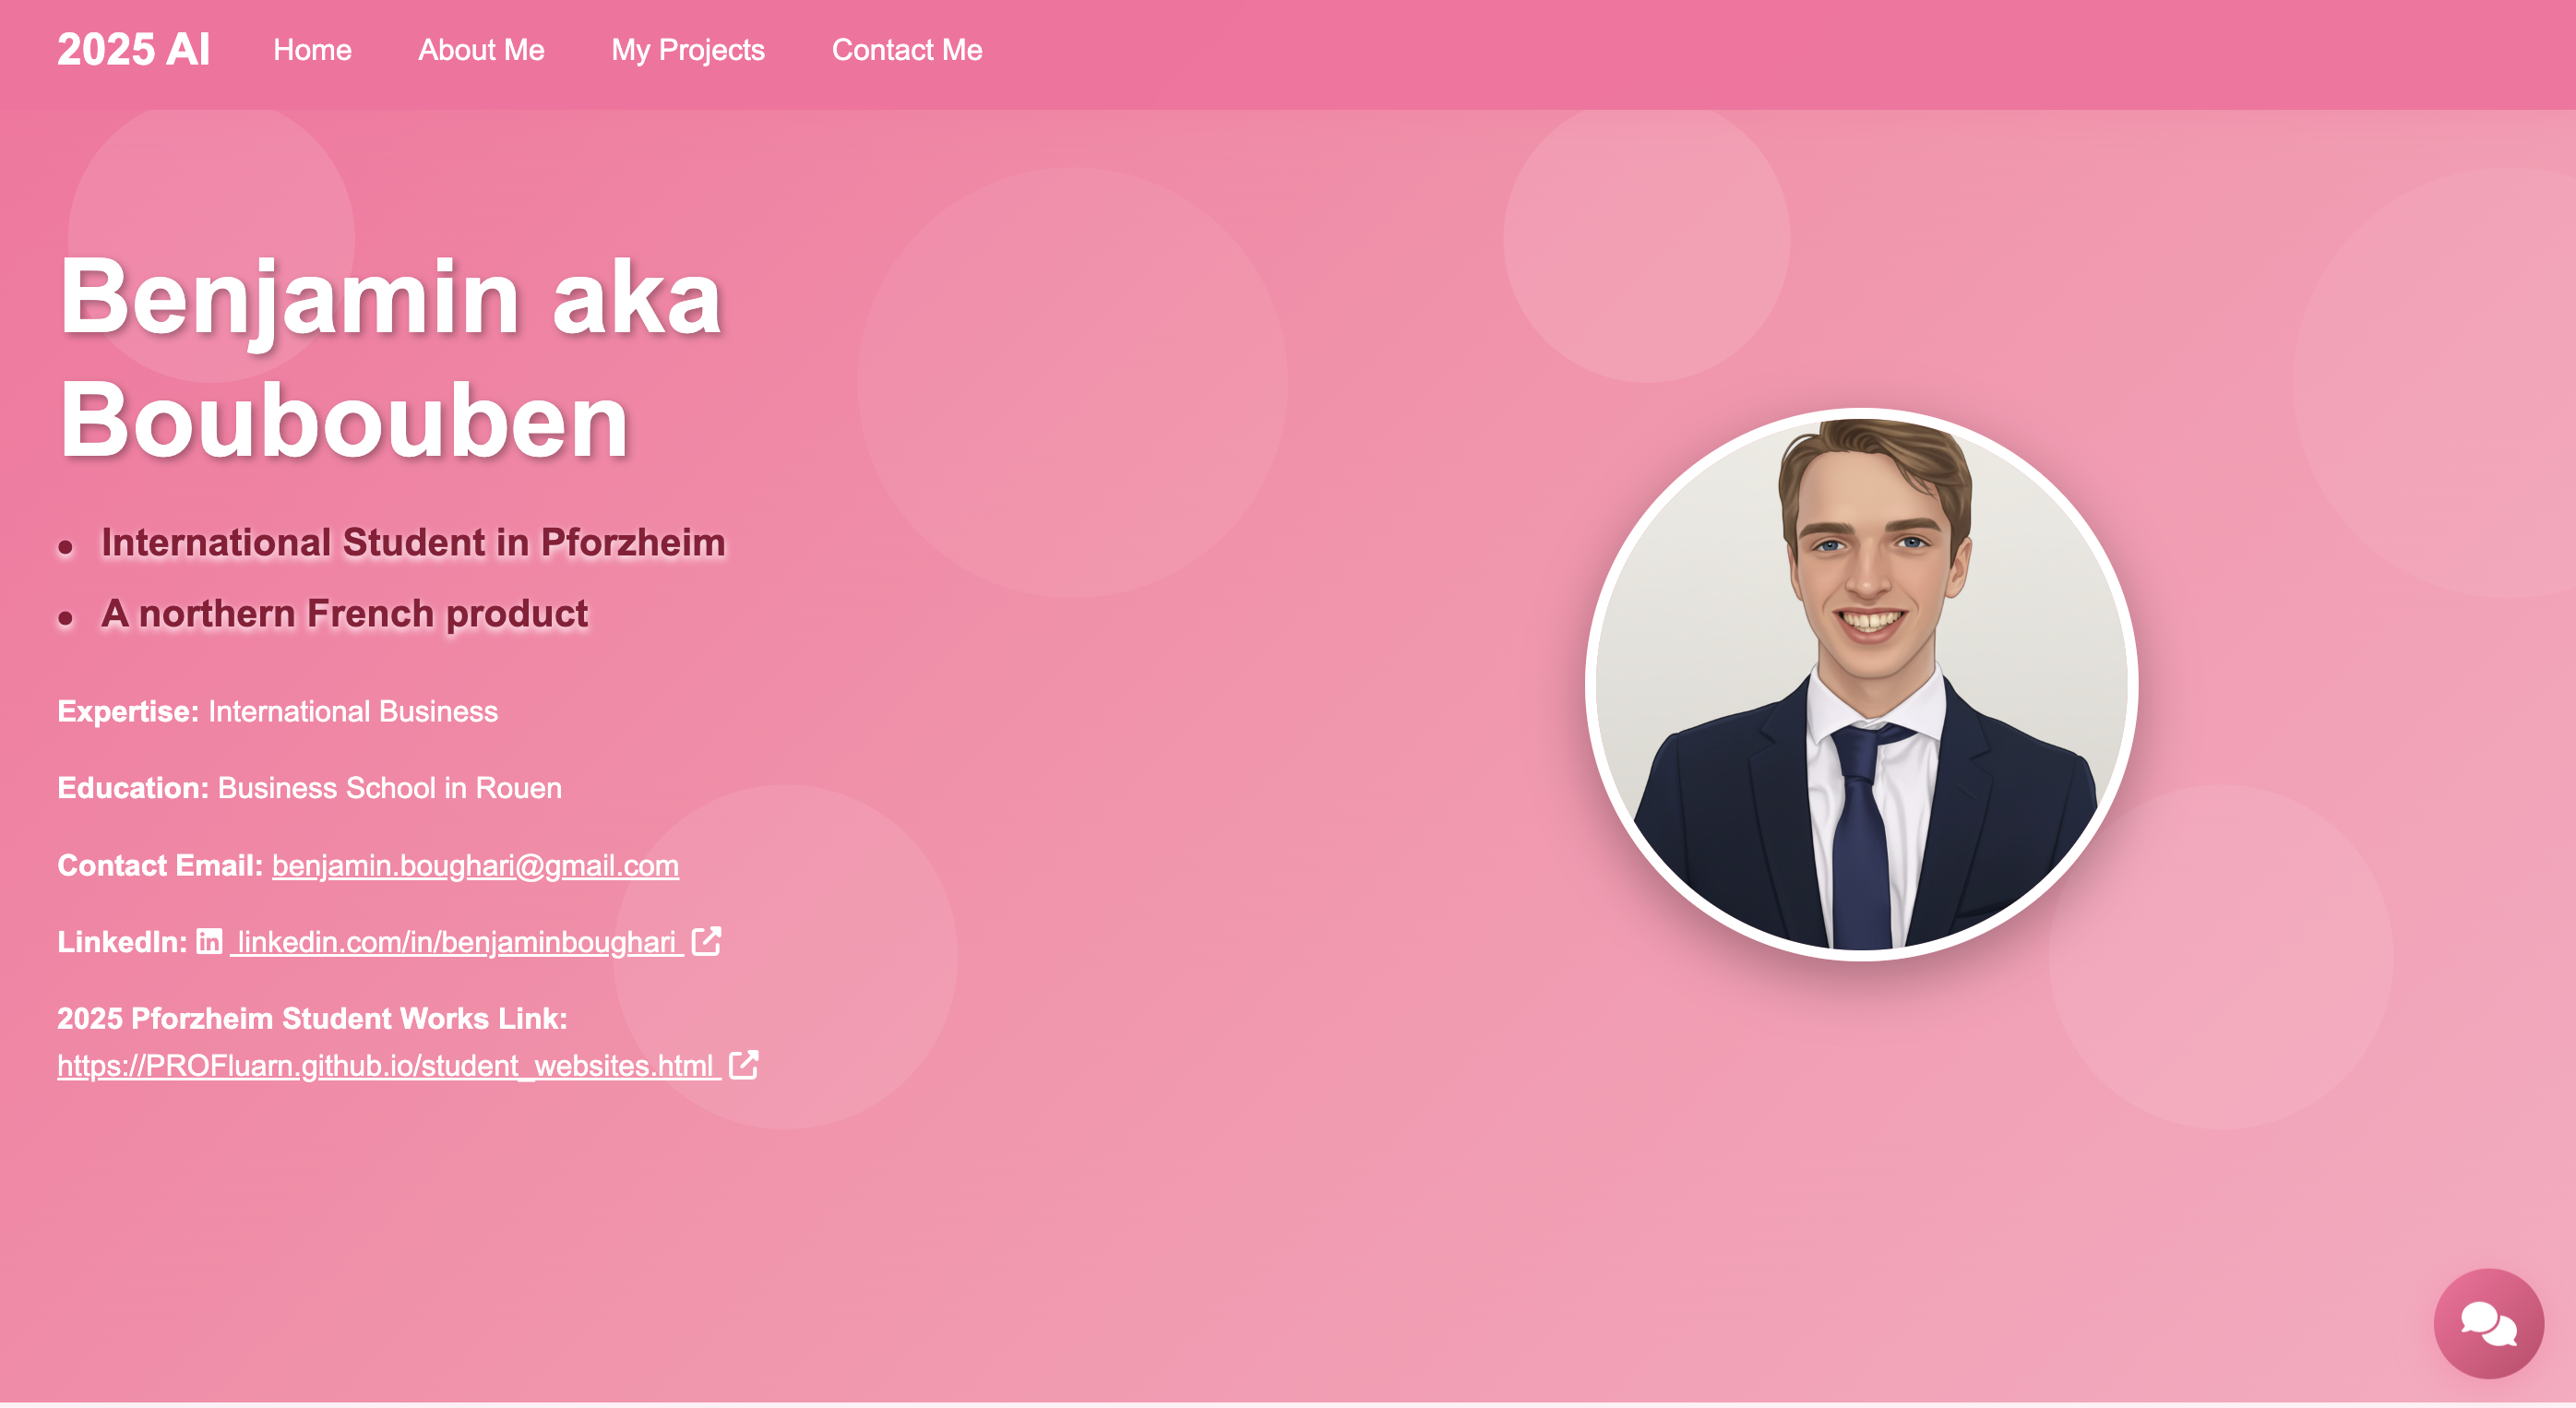 2025 AI Home About Me My Projects Contact Me
Benjamin aka
Boubouben
• International Student in Pforzheim
• A northern French product
Expertise: International Business
Education: Business School in Rouen
Contact Email: benjamin.boughari@gmail.com
LinkedIn: in linkedin.com/in/benjaminboughari
2025 Pforzheim Student Works Link:
https://PROFluarn.github.io/student_websites.html